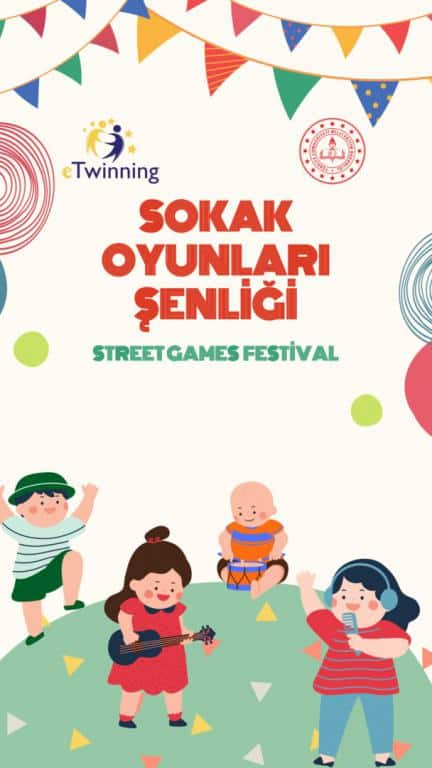 eTwinning
SOKAK
OYUNLARI
ŞENLİĞİ
STREET GAMES FESTİVAL